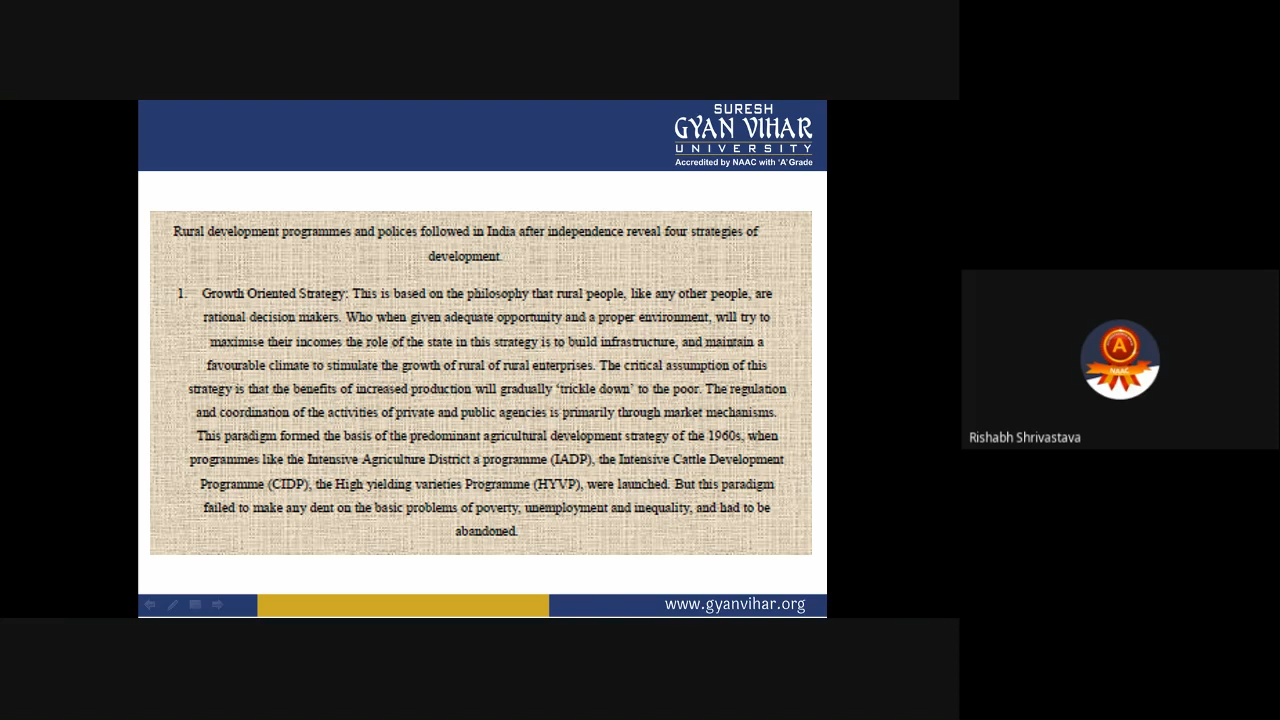 SURESH
GYAN VIHAR
UNIVERSITY
Accredited by NAAC with 'A' Grade
Rural development programmes and polices followed in India after independence reveal four strategies of
development.
1. Growth Oriented Strategy: This is based on the philosophy that rural people, like any other people, are
rational decision makers. Who when given adequate opportunity and a proper environment, will try to
maximise their incomes the role of the state in this strategy is to build infrastructure, and maintain a
favourable climate to stimulate the growth of rural of rural enterprises. The critical assumption of this
strategy is that the benefits of increased production will gradually 'trickle down' to the poor. The regulation
and coordination of the activities of private and public agencies is primarily through market mechanisms.
This paradigm formed the basis of the predominant agricultural development strategy of the 1960s, when
programmes like the Intensive Agriculture District a programme (IADP), the Intensive Cattle Development
Programme (CIDP), the High yielding varieties Programme (HYVP), were launched. But this paradigm
failed to make any dent on the basic problems of poverty, unemployment and inequality, and had to be
abandoned.
www.gyanvihar.org
A
NAAC
Rishabh Shrivastava